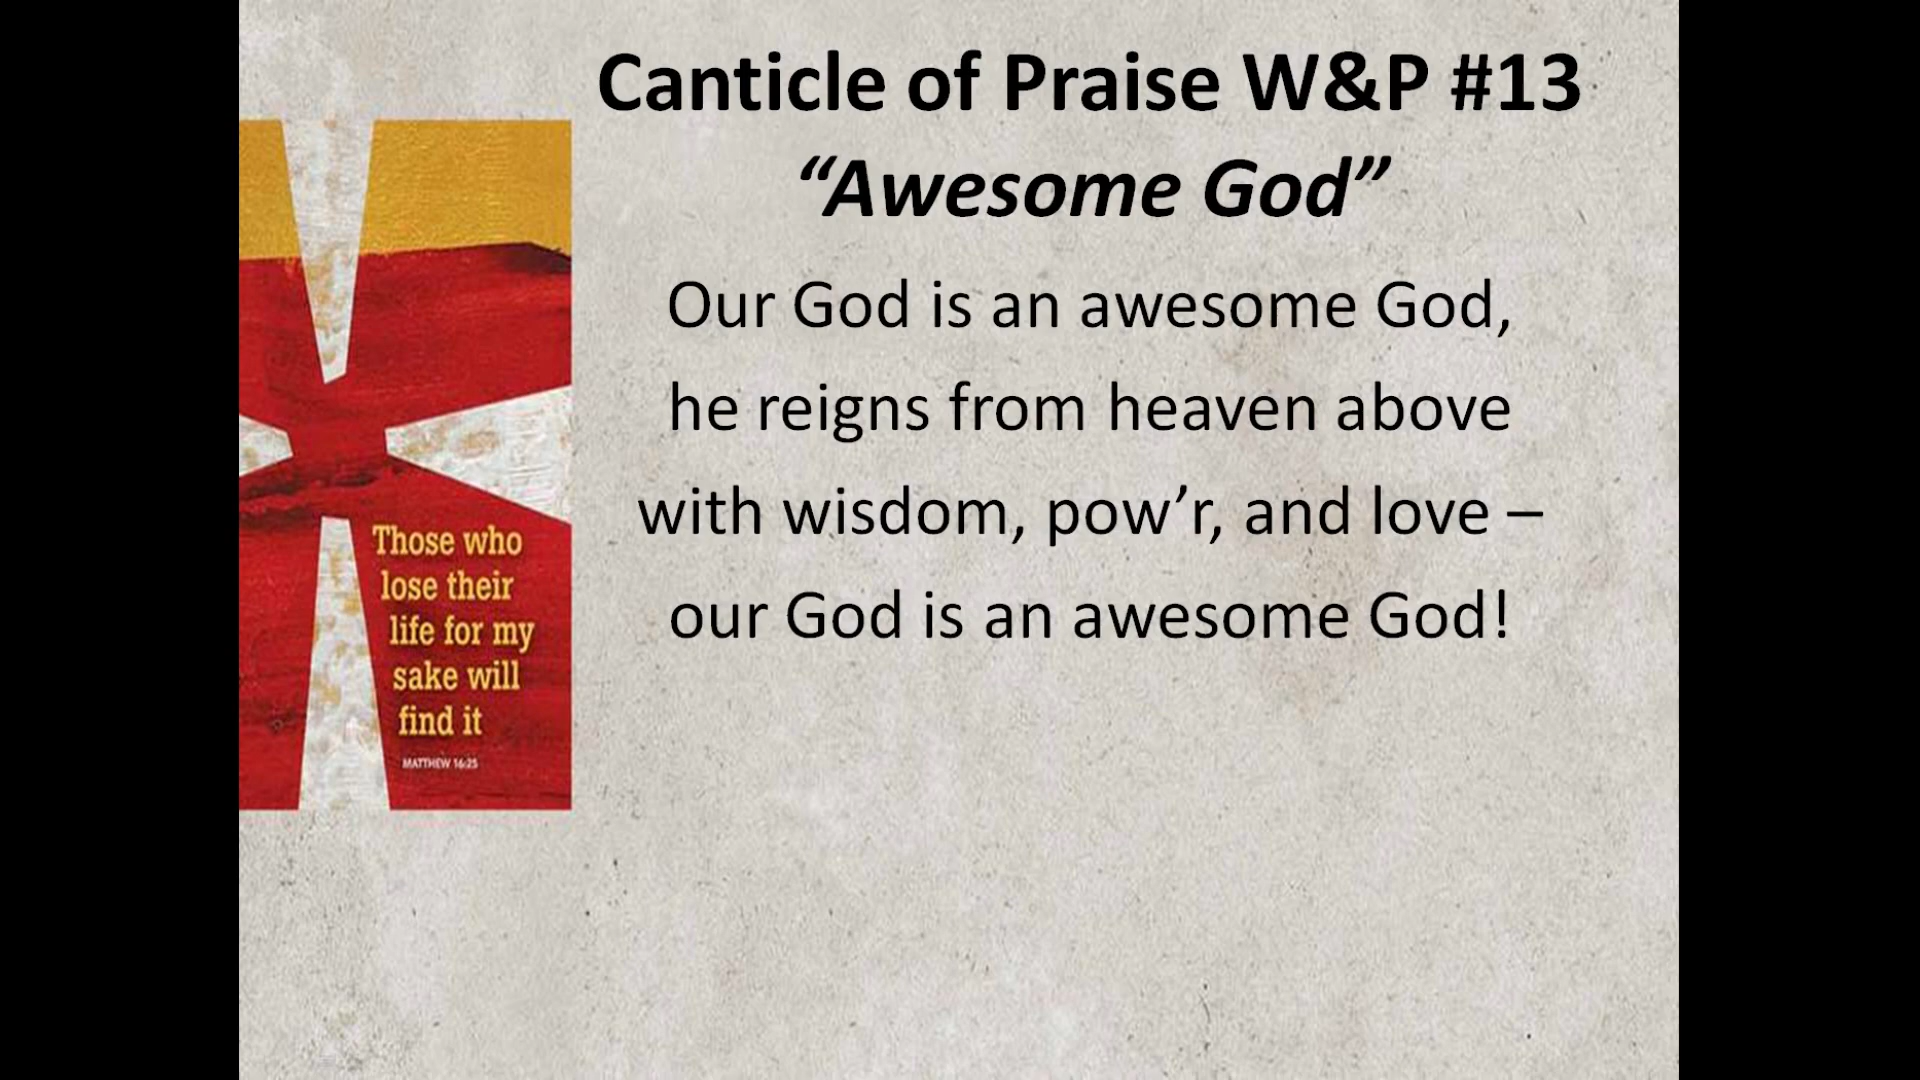 Canticle of Praise W&P #13
“Awesome God”
Our God is an awesome God,
he reigns from heaven above
with wisdom, pow’r, and love –
our God is an awesome God!
Those who
lose their
life for my
sake will
find it
MATTHEW 16:25